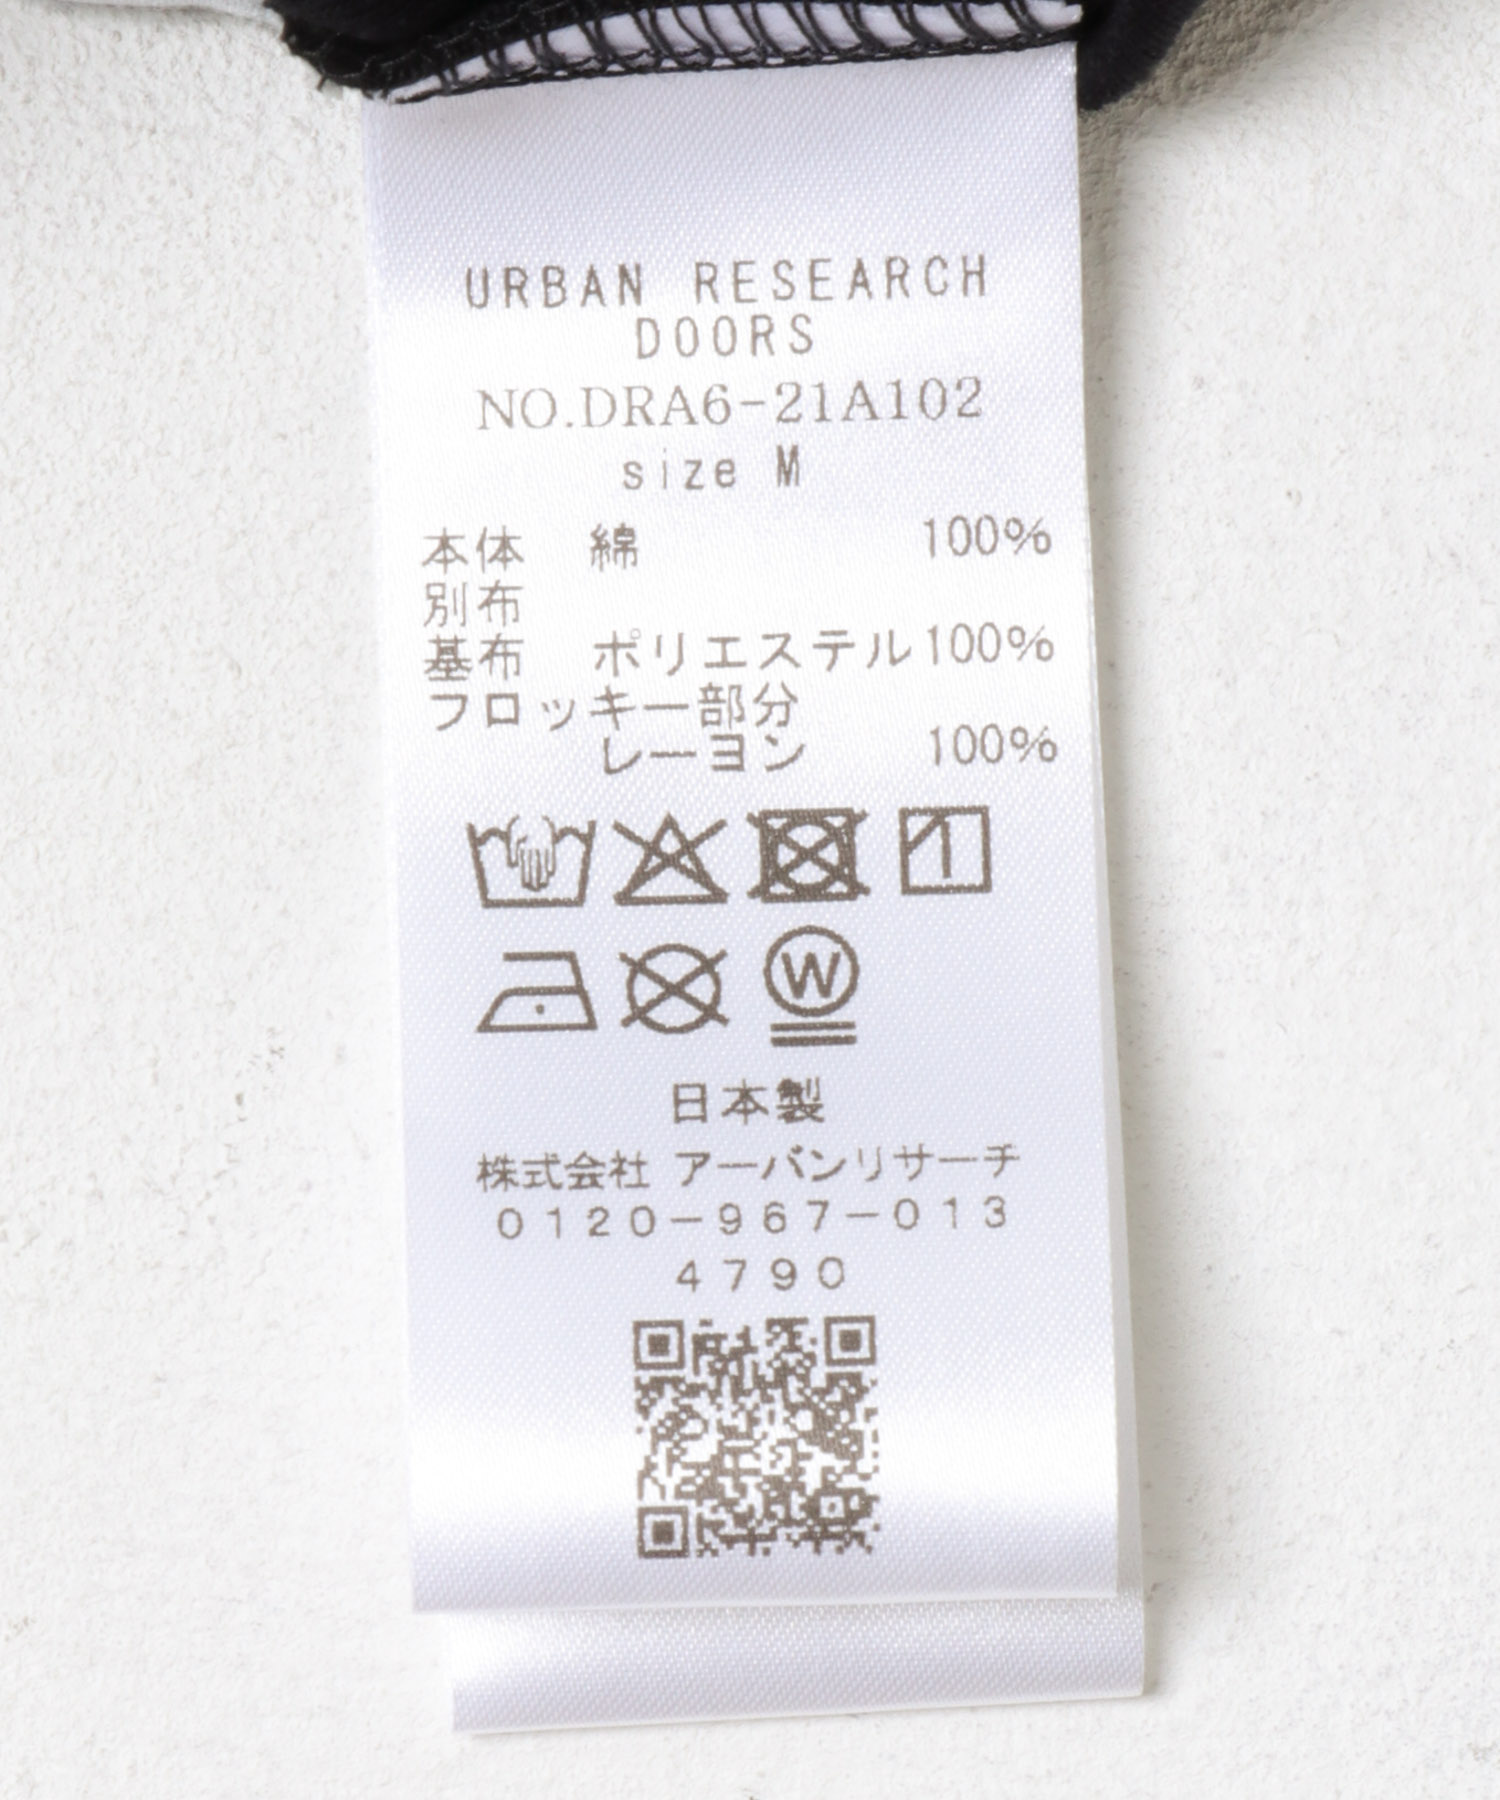 URBAN RESEARCH
DOORS
NO.DRA6-21A102
size M
本体 綿 100%
別布
基布 ポリエステル100%
フロッキー部分
レーヨン 100%
W
日本製
株式会社 アーバンリサーチ
0120-967-013
4790